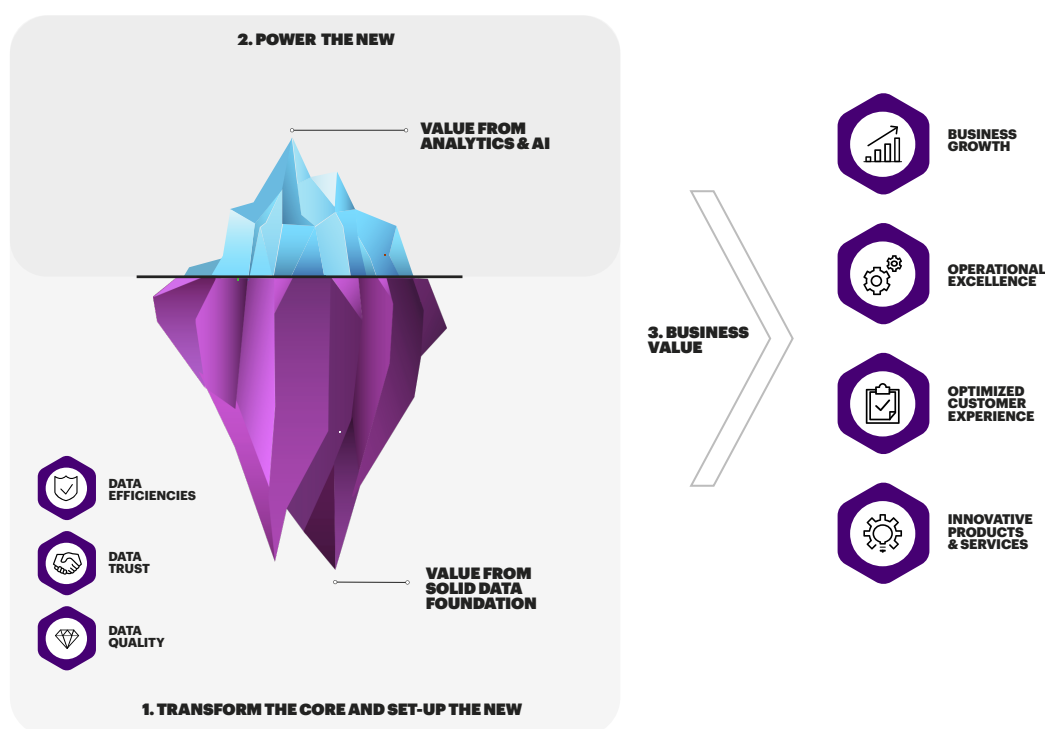 2. POWER THE NEW
VALUE FROM
ANALYTICS & AI
DATA
EFFICIENCIES
DATA
TRUST
DATA
QUALITY
VALUE FROM
SOLID DATA
FOUNDATION
1. TRANSFORM THE CORE AND SET-UP THE NEW
3. BUSINESS
VALUE
BUSINESS
GROWTH
OPERATIONAL
EXCELLENCE
OPTIMIZED
CUSTOMER
EXPERIENCE
INNOVATIVE
PRODUCTS
& SERVICES